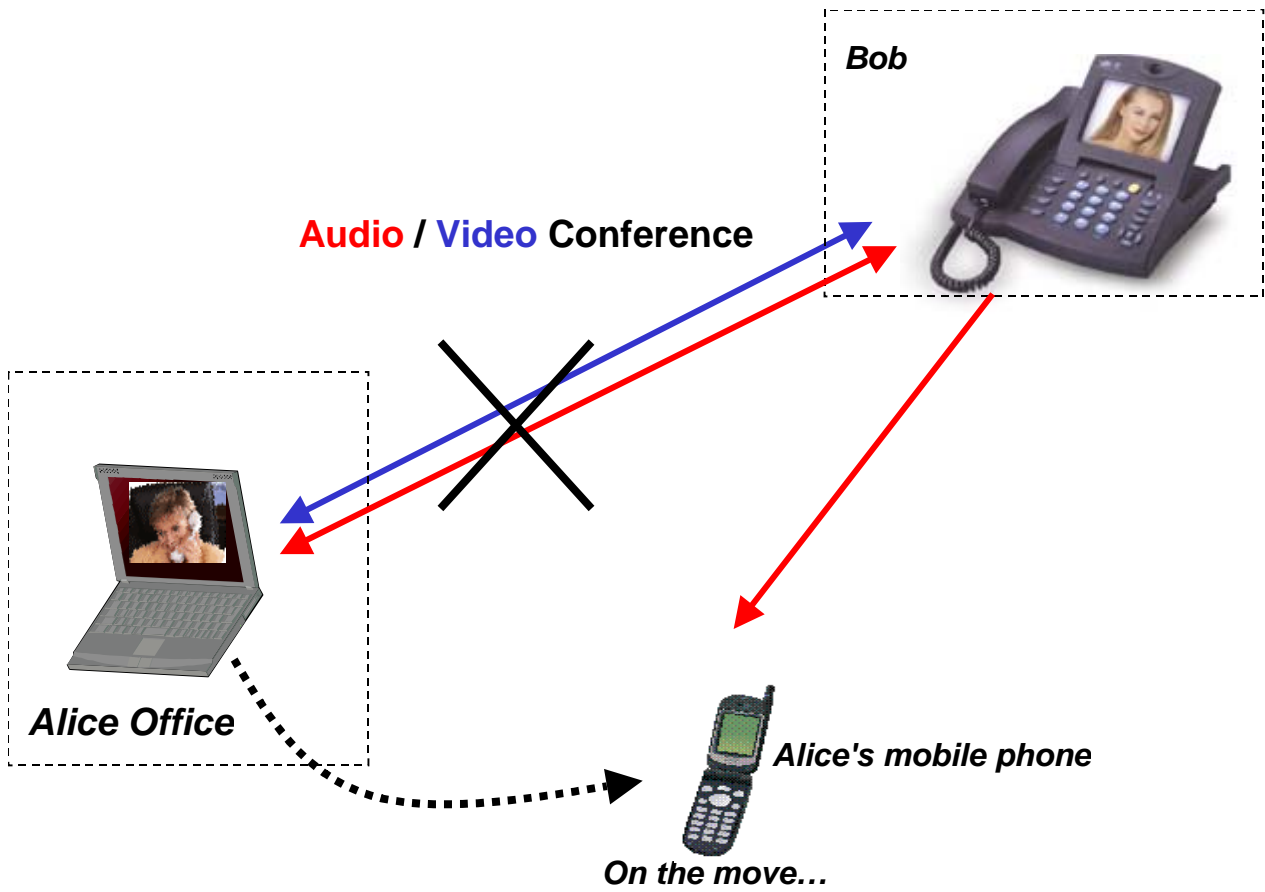 Bob
Audio / Video Conference
Alice Office
Alice's mobile phone
On the move…